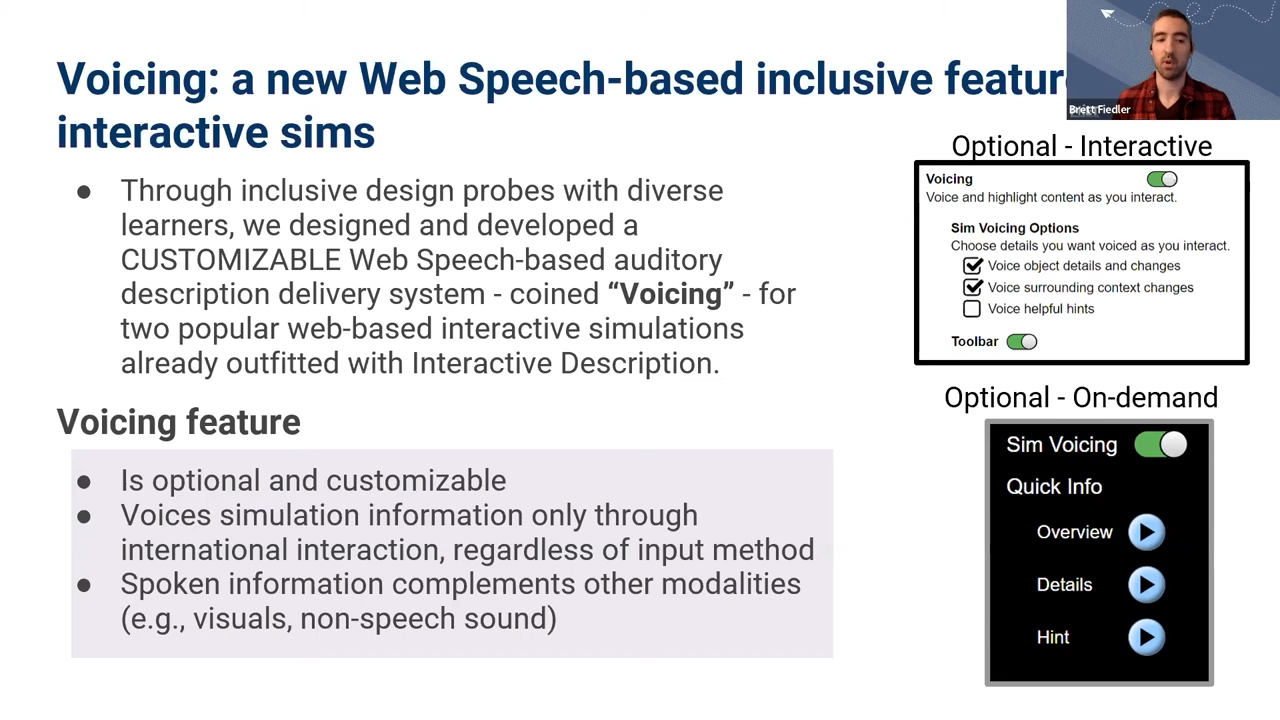 Voicing: a new Web Speech-based inclusive featur
interactive sims
Brett Fiedler
Through inclusive design probes with diverse
learners, we designed and developed a
CUSTOMIZABLE Web Speech-based auditory
description delivery system - coined “Voicing” - for
two popular web-based interactive simulations
already outfitted with Interactive Description.
Voicing feature
Is optional and customizable
Voices simulation information only through
international interaction, regardless of input method
Spoken information complements other modalities
(e.g., visuals, non-speech sound)
Optional - Interactive
Voicing
Voice and highlight content as you interact.
Sim Voicing Options
Choose details you want voiced as you interact.
Voice object details and changes
Voice surrounding context changes
Voice helpful hints
Toolbar
Optional - On-demand
Sim Voicing
Quick Info
Overview
Details
Hint